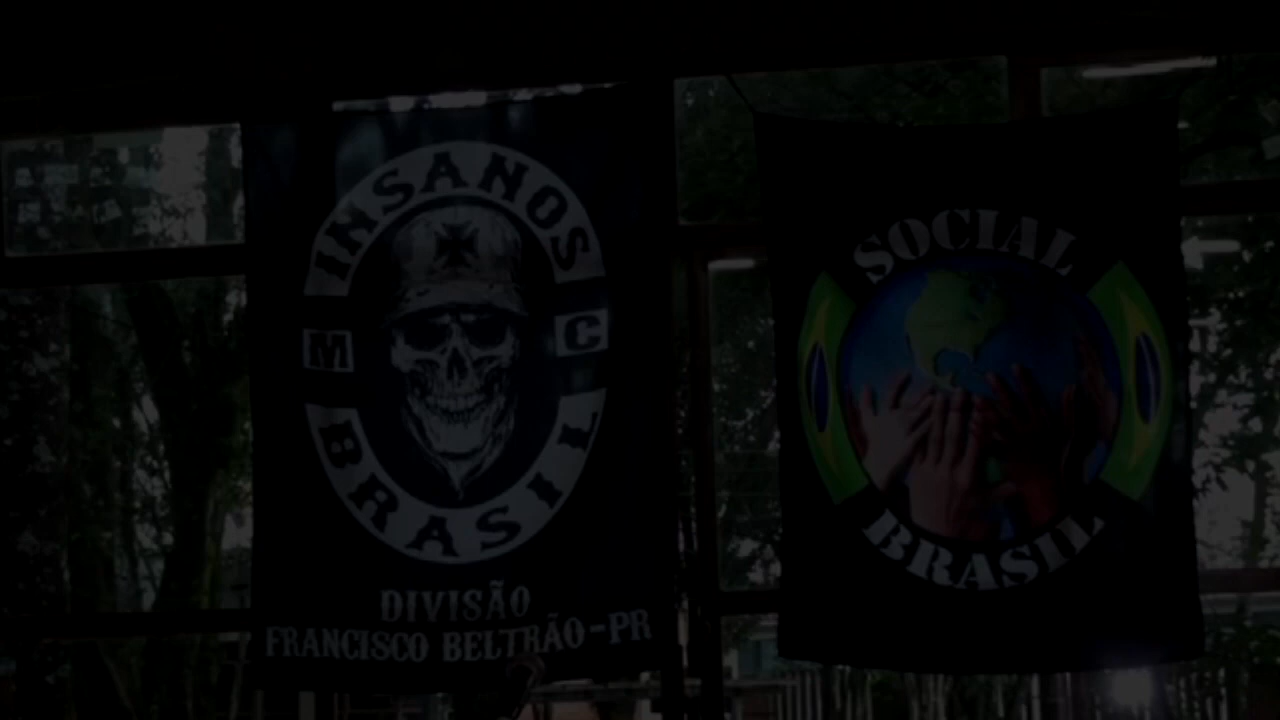 INSANOS
M C
BRASIL
DIVISÃO
FRANCISCO BELTRÃO-PR
SOCIAL
BRASIL